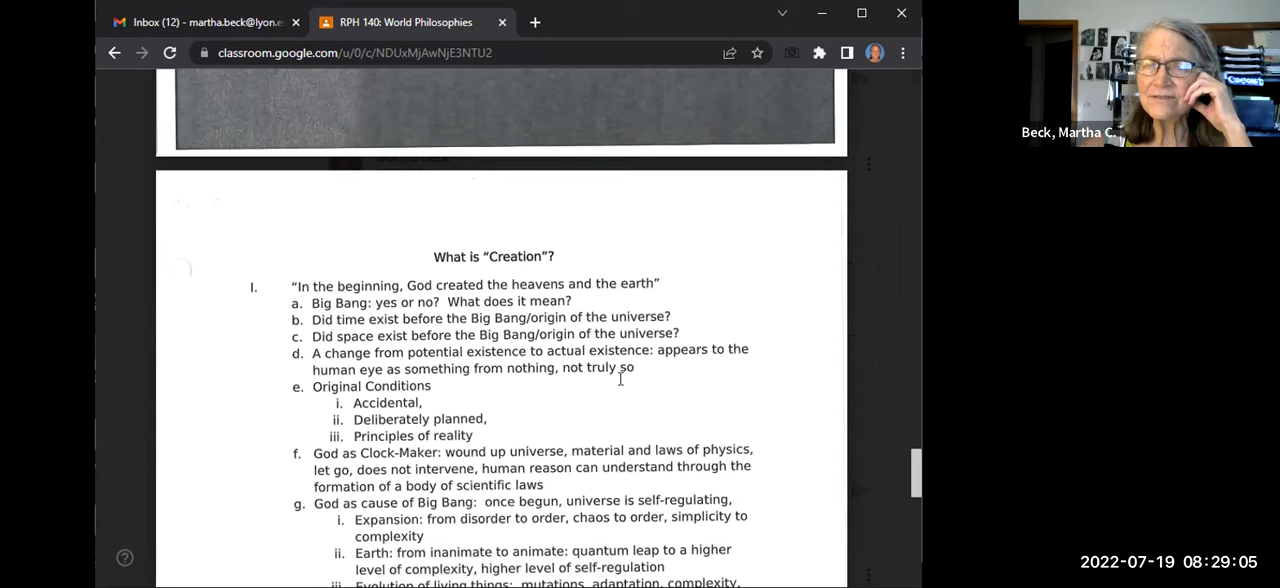 Inbox (12) - martha.beck@lyon.e
RPH 140: World Philosophies
classroom.google.com/u/0/c/NDUxMjAwNjE3NTU2
Beck, Martha C.
What is “Creation”?
I. “In the beginning, God created the heavens and the earth”
a. Big Bang: yes or no? What does it mean?
b. Did time exist before the Big Bang/origin of the universe?
c. Did space exist before the Big Bang/origin of the universe?
d. A change from potential existence to actual existence: appears to the
human eye as something from nothing, not truly so
e. Original Conditions
i. Accidental,
ii. Deliberately planned,
iii. Principles of reality
f. God as Clock-Maker: wound up universe, material and laws of physics,
let go, does not intervene, human reason can understand through the
formation of a body of scientific laws
g. God as cause of Big Bang: once begun, universe is self-regulating,
i. Expansion: from disorder to order, chaos to order, simplicity to
complexity
ii. Earth: from inanimate to animate: quantum leap to a higher
level of complexity, higher level of self-regulation
iii. Evolution of living things: mutations, adaptation, complexity,
2022-07-19 08:29:05